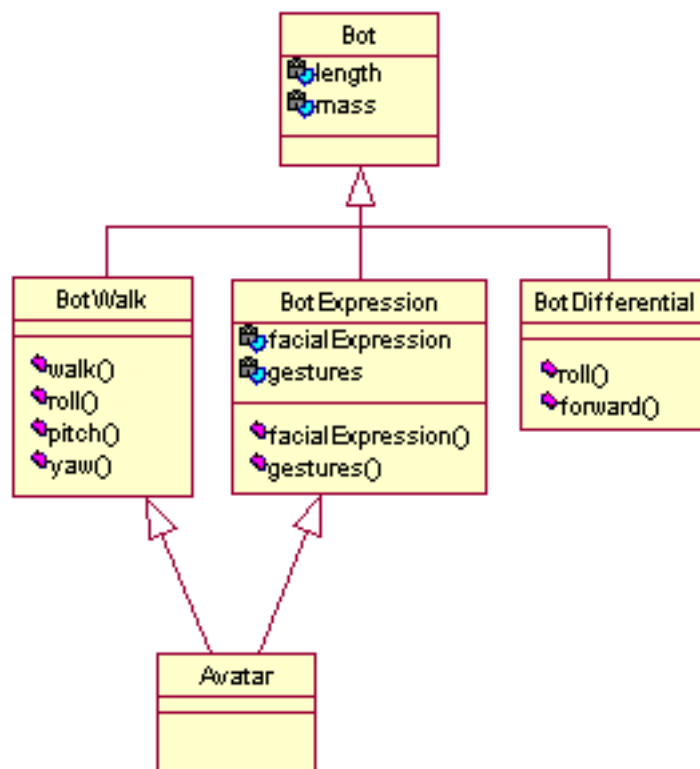 Bot
length
mass
BotWalk
walk()
roll()
pitch()
yaw()
BotExpression
facialExpression
gestures
facialExpression()
gestures()
BotDifferential
roll()
forward()
Avatar